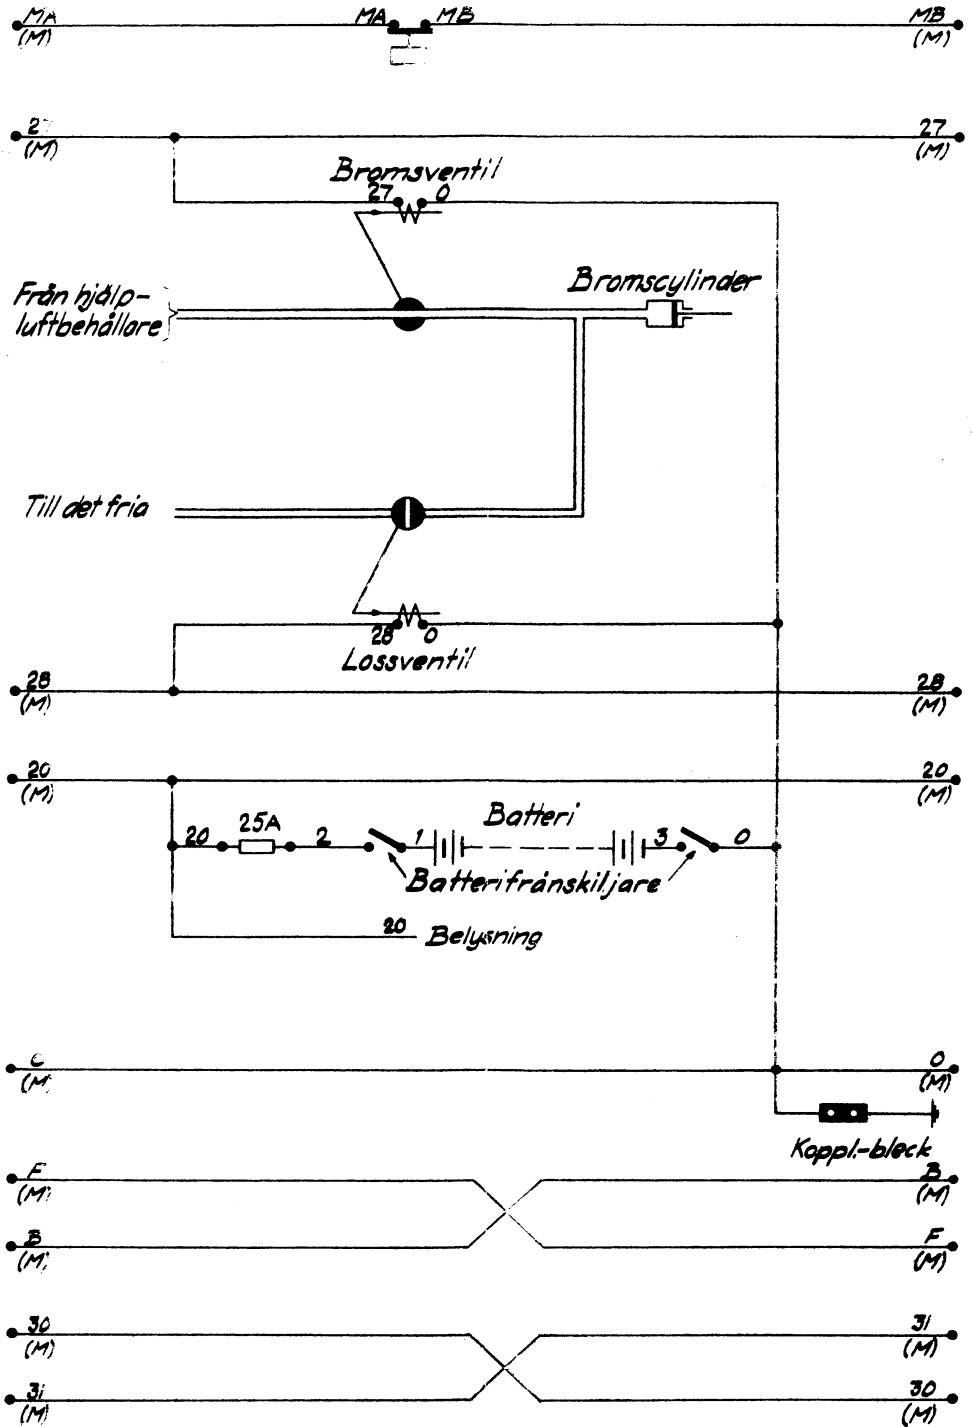 MA MA MB MB
(M) (M)
27 27
(M) (M)
Bromsventil
27 0
Bromscylinder
Från hjälp-
luftbehållare
Till det fria
28 0
Lossventil
28 28
(M) (M)
20 20
(M) (M)
Batteri
20 25A 2 1 3 0
Batterifrånskiljare
20 Belysning
0
(M) (M)
Koppl.-bleck
F B
(M) (M)
B F
(M) (M)
30 31
(M) (M)
31 30
(M) (M)